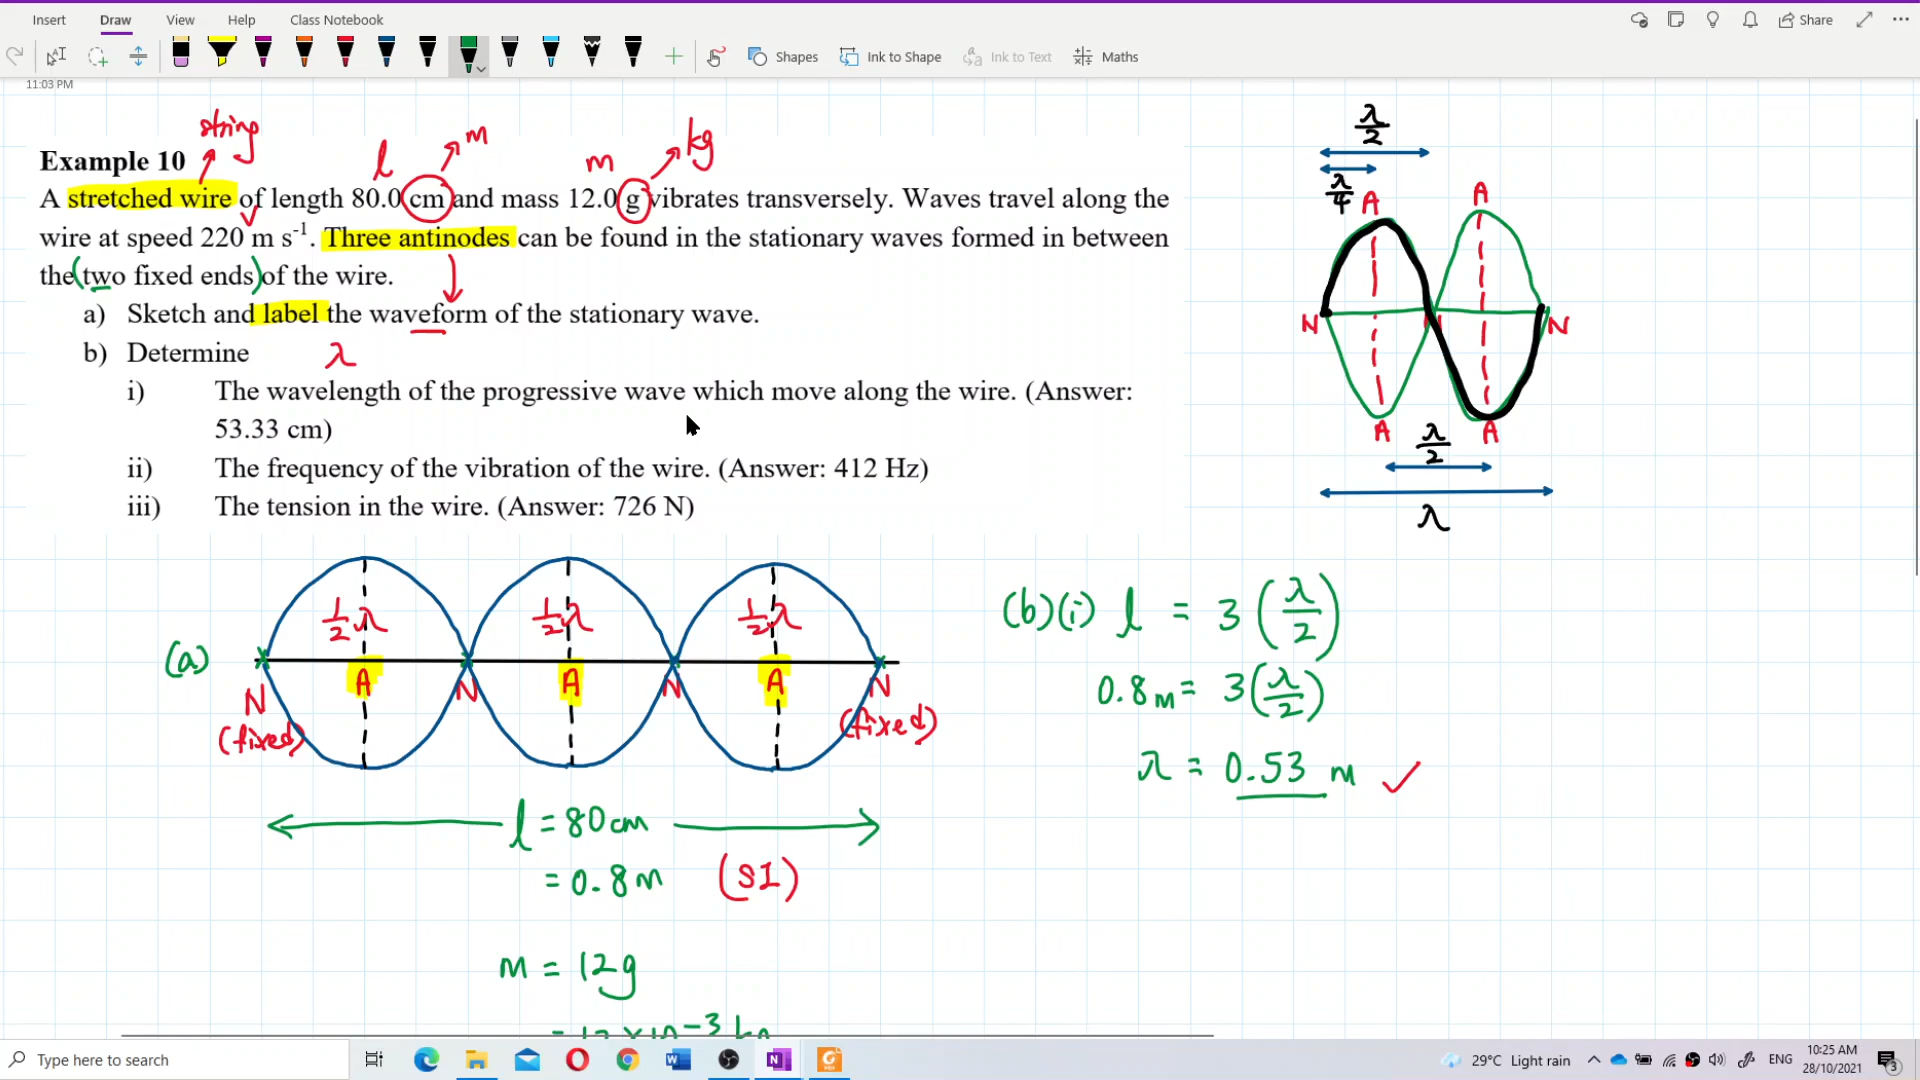 Insert Draw View Help Class Notebook
Share
Shapes Ink to Shape Ink to Text Maths
11:03 PM
string
l m m kg
Example 10
A stretched wire of length 80.0 cm and mass 12.0 g vibrates transversely. Waves travel along the
v
wire at speed 220 m s⁻¹. Three antinodes can be found in the stationary waves formed in between
the (two fixed ends) of the wire.
a) Sketch and label the waveform of the stationary wave.
b) Determine
λ
i) The wavelength of the progressive wave which move along the wire. (Answer:
53.33 cm)
ii) The frequency of the vibration of the wire. (Answer: 412 Hz)
iii) The tension in the wire. (Answer: 726 N)
λ/2
λ/4
A A
N N N
A A
λ/2
λ
(a)
½λ ½λ ½λ
N A N A N A N
(fixed) (fixed)
l = 80cm
= 0.8m (SI)
m = 12g
= 12 × 10⁻³ kg
(b)(i) l = 3(λ/2)
0.8m = 3(λ/2)
λ = 0.53 m ✓
Type here to search
29°C Light rain
ENG
10:25 AM
28/10/2021
3